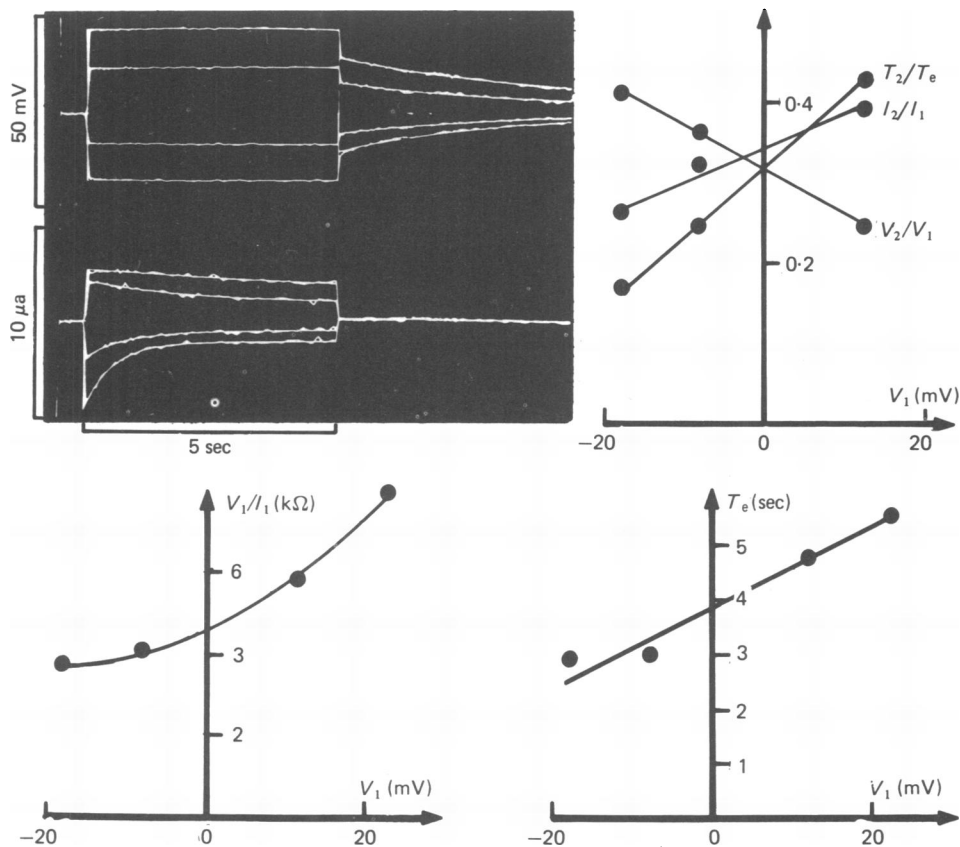 50 mV
10 μa
5 sec
T₂/Tₑ
I₂/I₁
V₂/V₁
0·4
0·2
V₁ (mV)
−20
0
20
V₁/I₁ (kΩ)
6
3
2
V₁ (mV)
−20
0
20
Tₑ (sec)
5
4
3
2
1
V₁ (mV)
−20
0
20